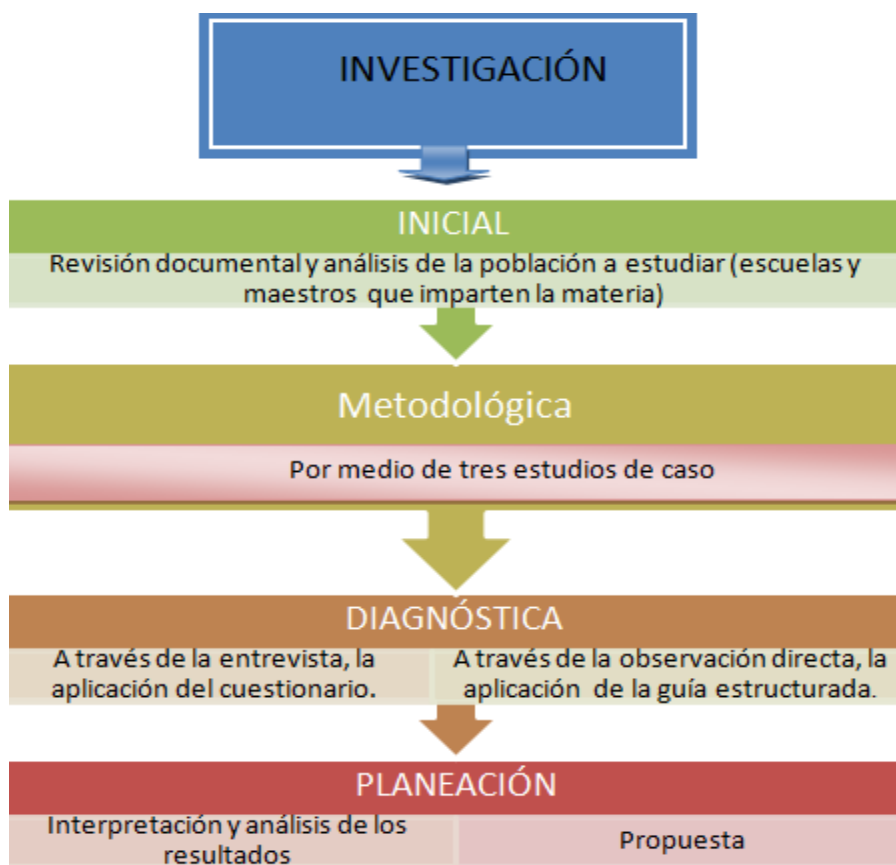 INVESTIGACIÓN
INICIAL
Revisión documental y análisis de la población a estudiar (escuelas y
maestros que imparten la materia)
Metodológica
Por medio de tres estudios de caso
DIAGNÓSTICA
A través de la entrevista, la
aplicación del cuestionario.
A través de la observación directa, la
aplicación de la guía estructurada.
PLANEACIÓN
Interpretación y análisis de los
resultados
Propuesta